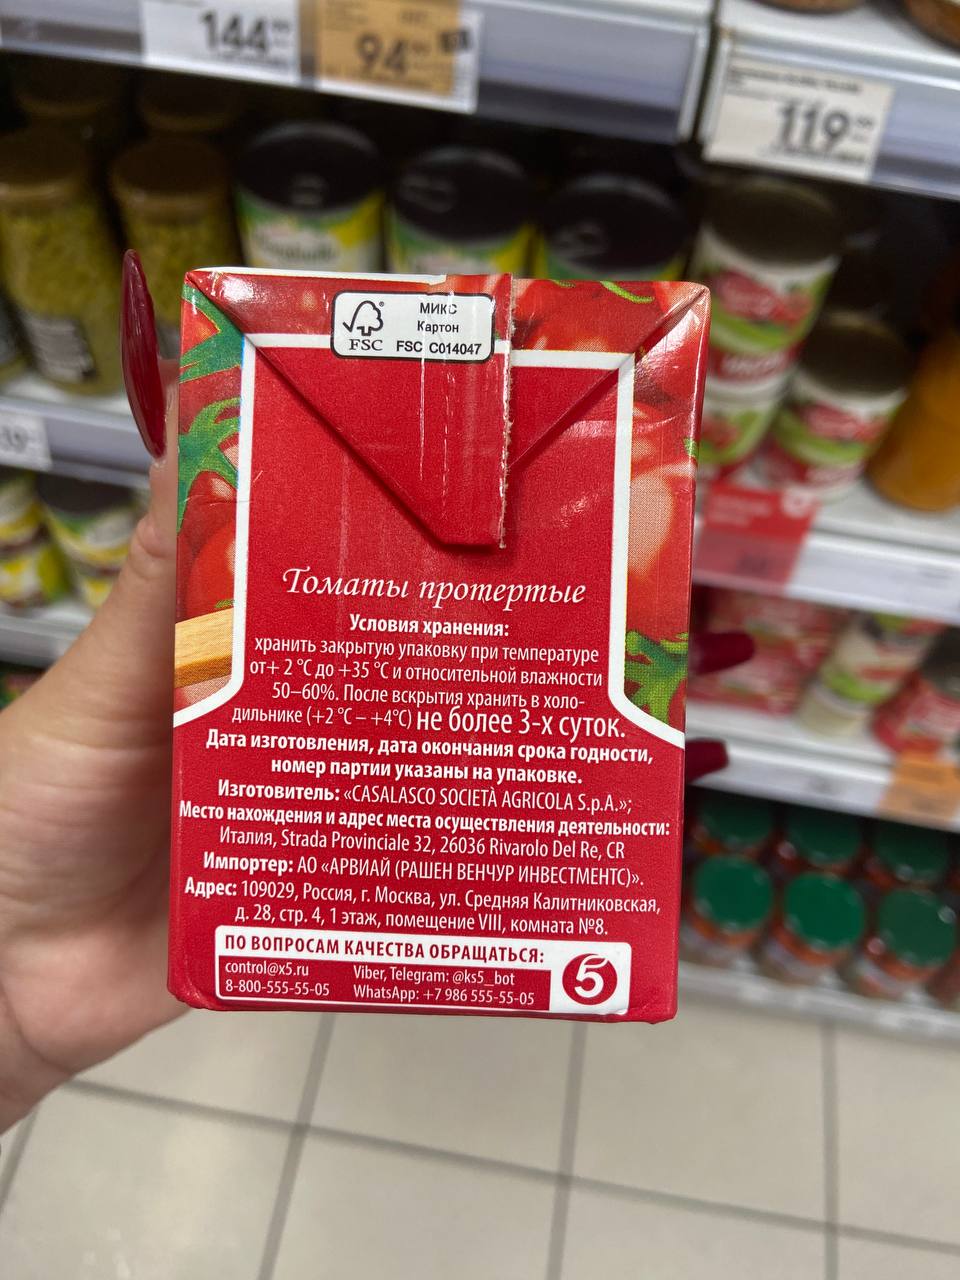 144
94
119
МИКС
Картон
FSC
FSC C014047
Томаты протертые
Условия хранения:
хранить закрытую упаковку при температуре
от+ 2 °С до +35 °С и относительной влажности
50–60%. После вскрытия хранить в холо-
дильнике (+2 °С – +4°С) не более 3-х суток.
Дата изготовления, дата окончания срока годности,
номер партии указаны на упаковке.
Изготовитель: «CASALASCO SOCIETÀ AGRICOLA S.p.A.»;
Место нахождения и адрес места осуществления деятельности:
Италия, Strada Provinciale 32, 26036 Rivarolo Del Re, CR
Импортер: АО «АРВИАЙ (РАШЕН ВЕНЧУР ИНВЕСТМЕНТС)».
Адрес: 109029, Россия, г. Москва, ул. Средняя Калитниковская,
д. 28, стр. 4, 1 этаж, помещение VIII, комната №8.
ПО ВОПРОСАМ КАЧЕСТВА ОБРАЩАТЬСЯ:
control@x5.ru Viber, Telegram: @ks5_bot
8-800-555-55-05 WhatsApp: +7 986 555-55-05
5